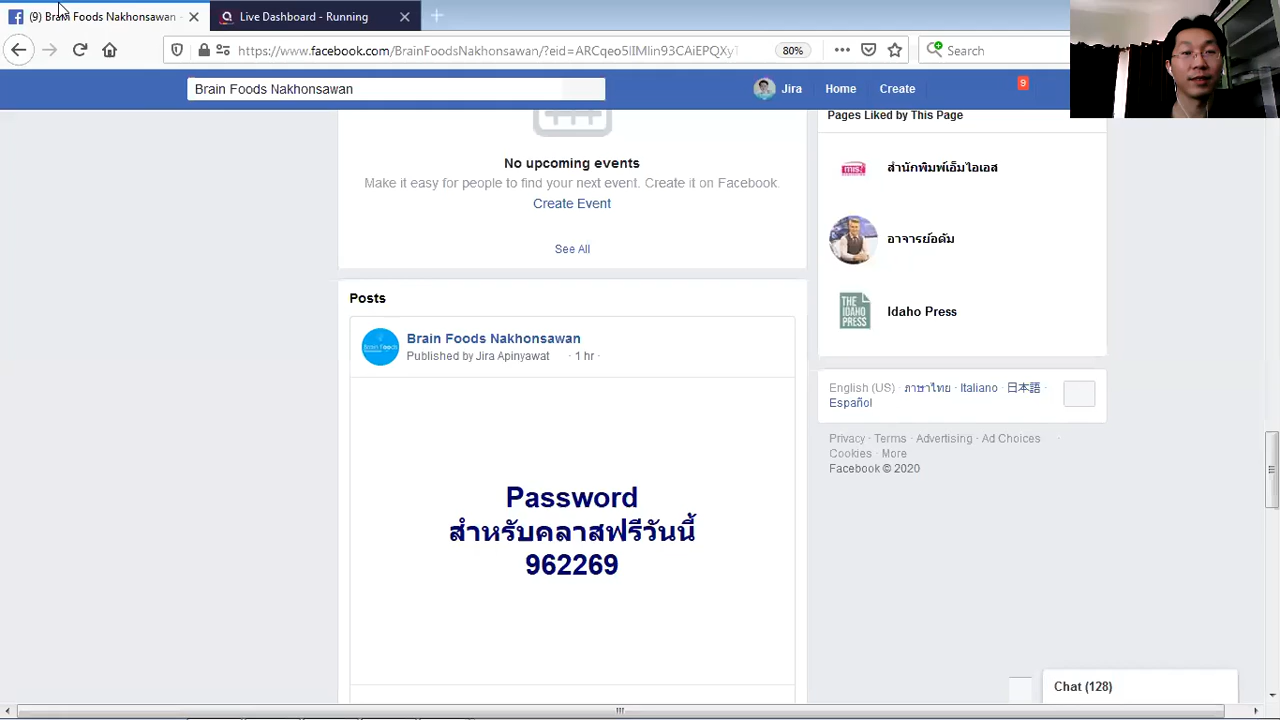 (9) Brain Foods Nakhonsawan -
Live Dashboard - Running
https://www.facebook.com/BrainFoodsNakhonsawan/?eid=ARCqeo5lIMlin93CAiEPQXyT
80%
Search
Brain Foods Nakhonsawan
Jira
Home
Create
9
No upcoming events
Make it easy for people to find your next event. Create it on Facebook.
Create Event
See All
Posts
Brain Foods Nakhonsawan
Published by Jira Apinyawat · 1 hr ·
Password
สำหรับคลาสฟรีวันนี้
962269
Pages Liked by This Page
สำนักพิมพ์เอ็มไอเอส
อาจารย์อดัม
THE IDAHO PRESS
Idaho Press
English (US) · ภาษาไทย · Italiano · 日本語 ·
Español
Privacy · Terms · Advertising · Ad Choices ·
Cookies · More
Facebook © 2020
Chat (128)